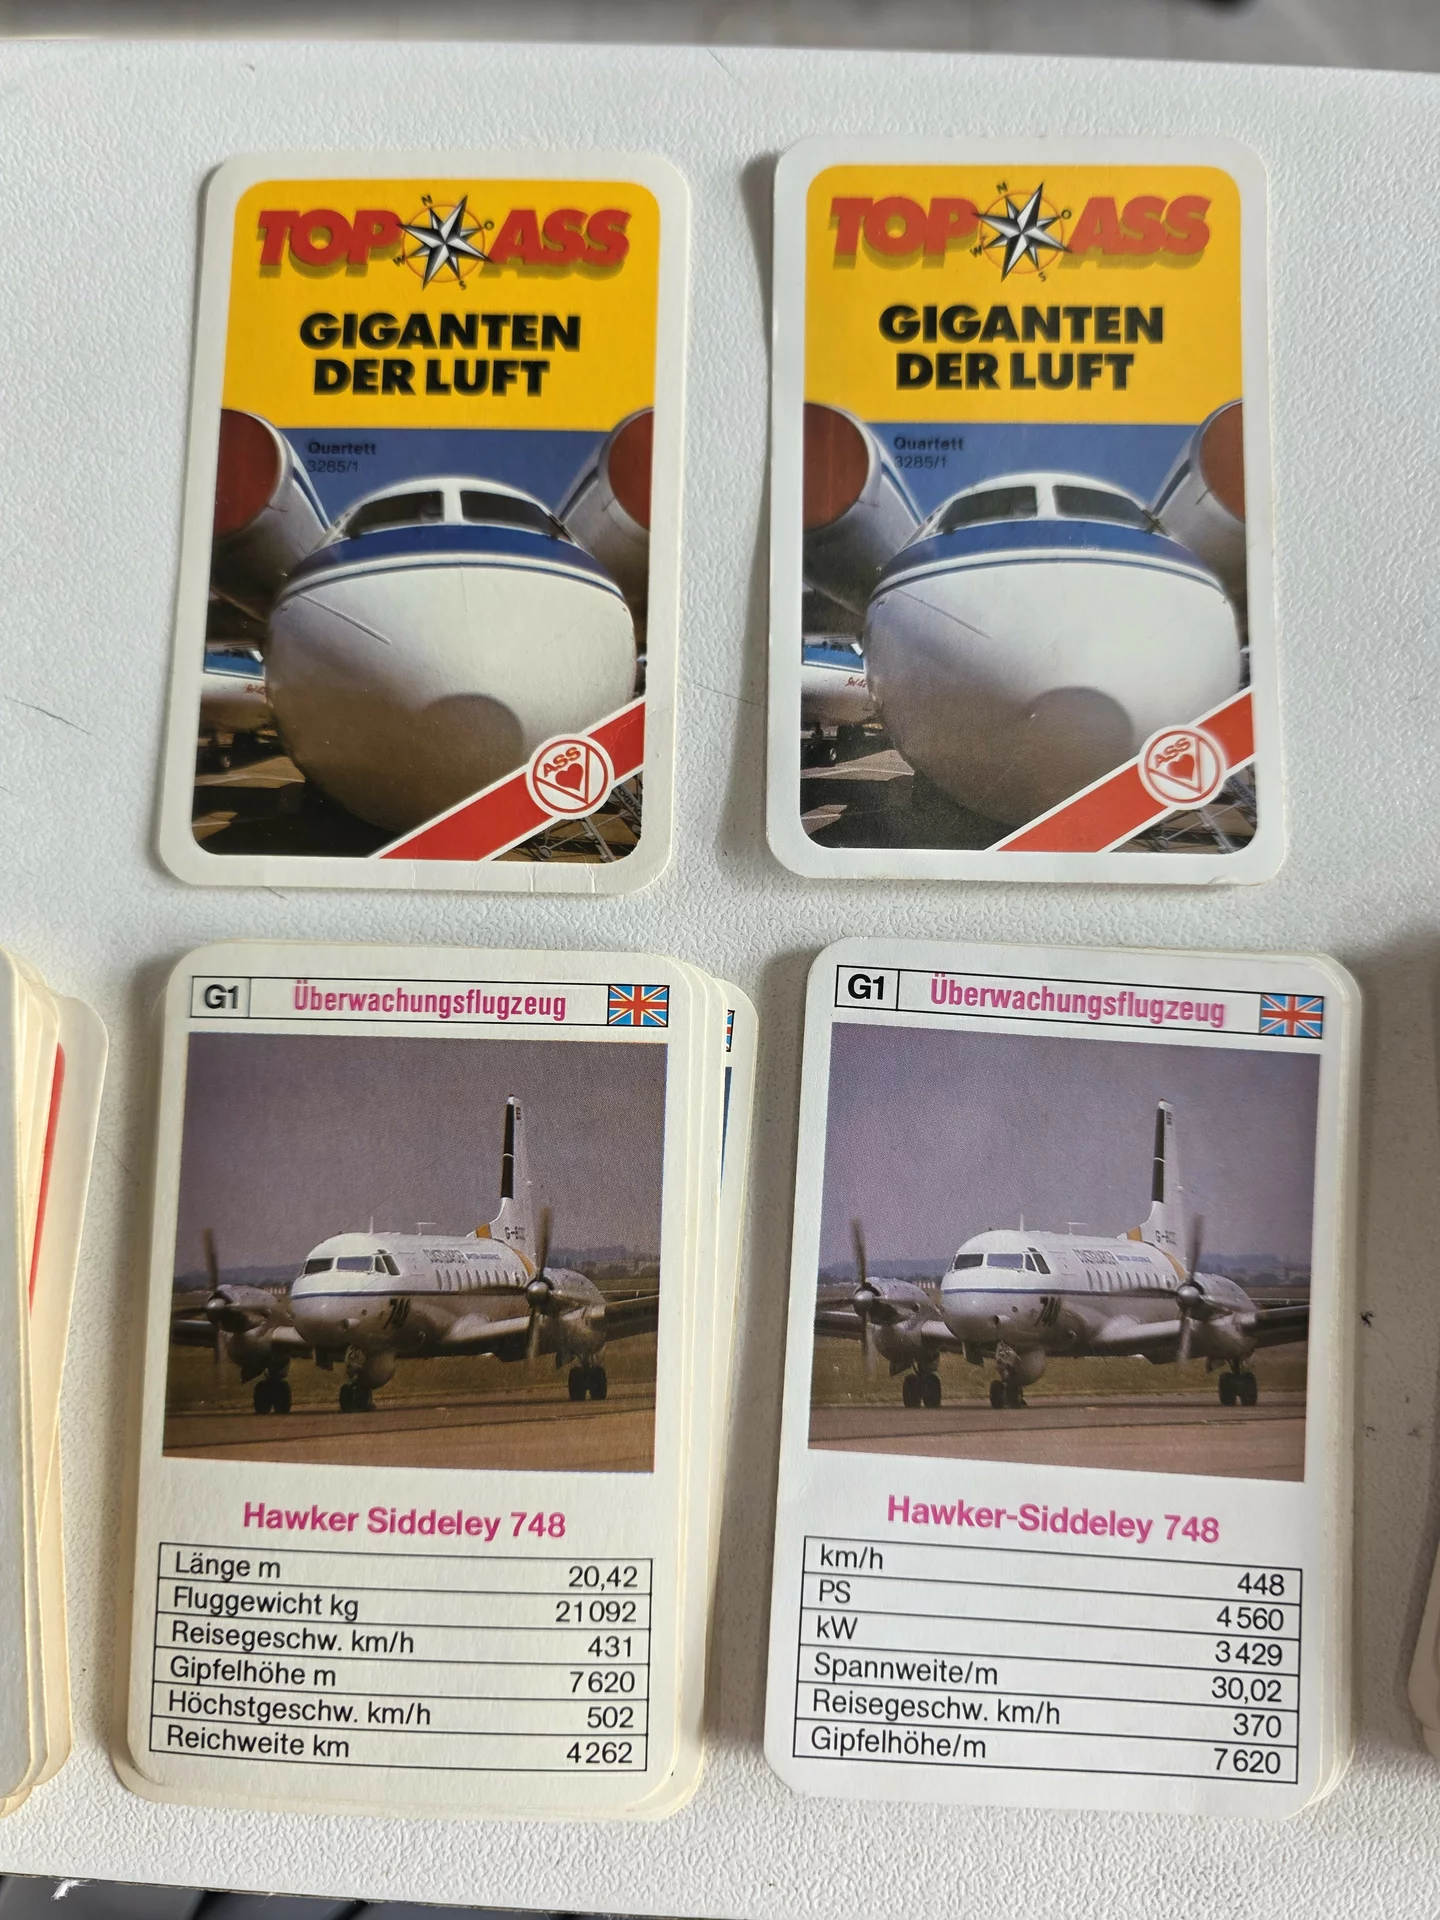 TOP ASS
N
O
W
S
GIGANTEN
DER LUFT
Quartett
3285/1
ASS
TOP ASS
N
O
W
S
GIGANTEN
DER LUFT
Quartett
3285/1
ASS
G1 Überwachungsflugzeug
748
Hawker Siddeley 748
Länge m 20,42
Fluggewicht kg 21092
Reisegeschw. km/h 431
Gipfelhöhe m 7620
Höchstgeschw. km/h 502
Reichweite km 4262
G1 Überwachungsflugzeug
748
Hawker-Siddeley 748
km/h 448
PS 4560
kW 3429
Spannweite/m 30,02
Reisegeschw. km/h 370
Gipfelhöhe/m 7620